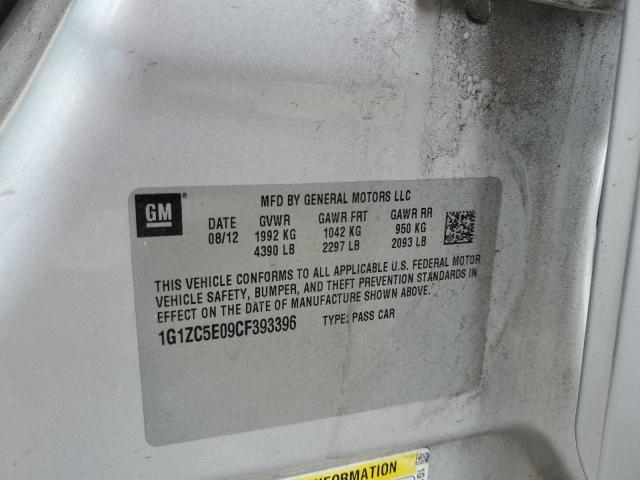 GM
MFD BY GENERAL MOTORS LLC
DATE GVWR GAWR FRT GAWR RR
08/12 1992 KG 1042 KG 950 KG
4390 LB 2297 LB 2093 LB
THIS VEHICLE CONFORMS TO ALL APPLICABLE U.S. FEDERAL MOTOR
VEHICLE SAFETY, BUMPER, AND THEFT PREVENTION STANDARDS IN
EFFECT ON THE DATE OF MANUFACTURE SHOWN ABOVE.
1G1ZC5E09CF393396 TYPE: PASS CAR
INFORMATION